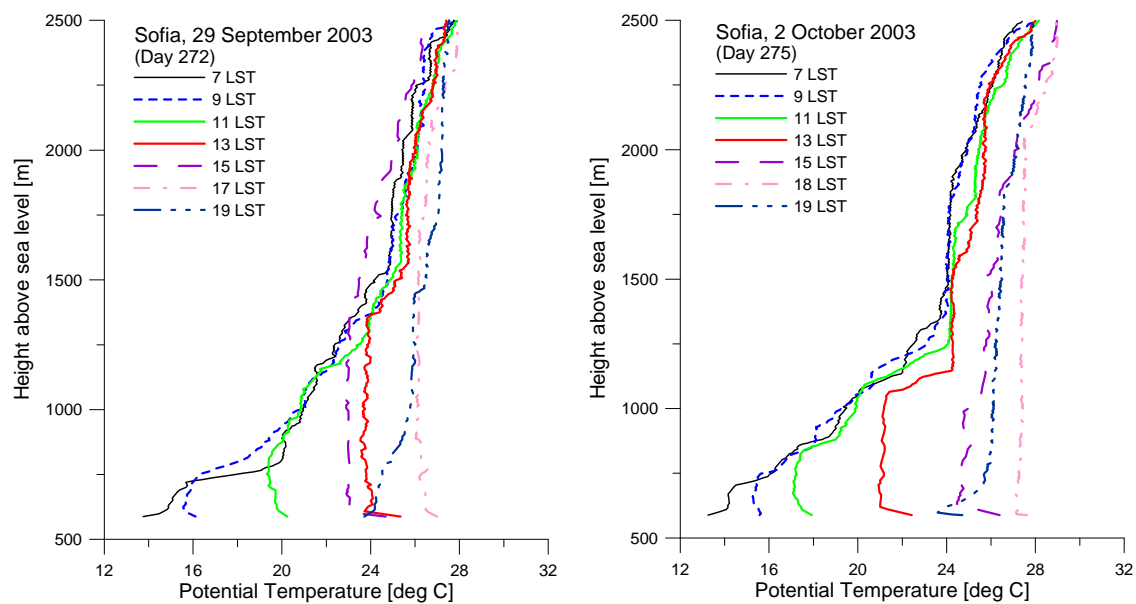 Sofia, 29 September 2003
(Day 272)
7 LST
9 LST
11 LST
13 LST
15 LST
17 LST
19 LST
2500
2000
1500
1000
500
Height above sea level [m]
12
16
20
24
28
32
Potential Temperature [deg C]
Sofia, 2 October 2003
(Day 275)
7 LST
9 LST
11 LST
13 LST
15 LST
18 LST
19 LST
2500
2000
1500
1000
500
Height above sea level [m]
12
16
20
24
28
32
Potential Temperature [deg C]